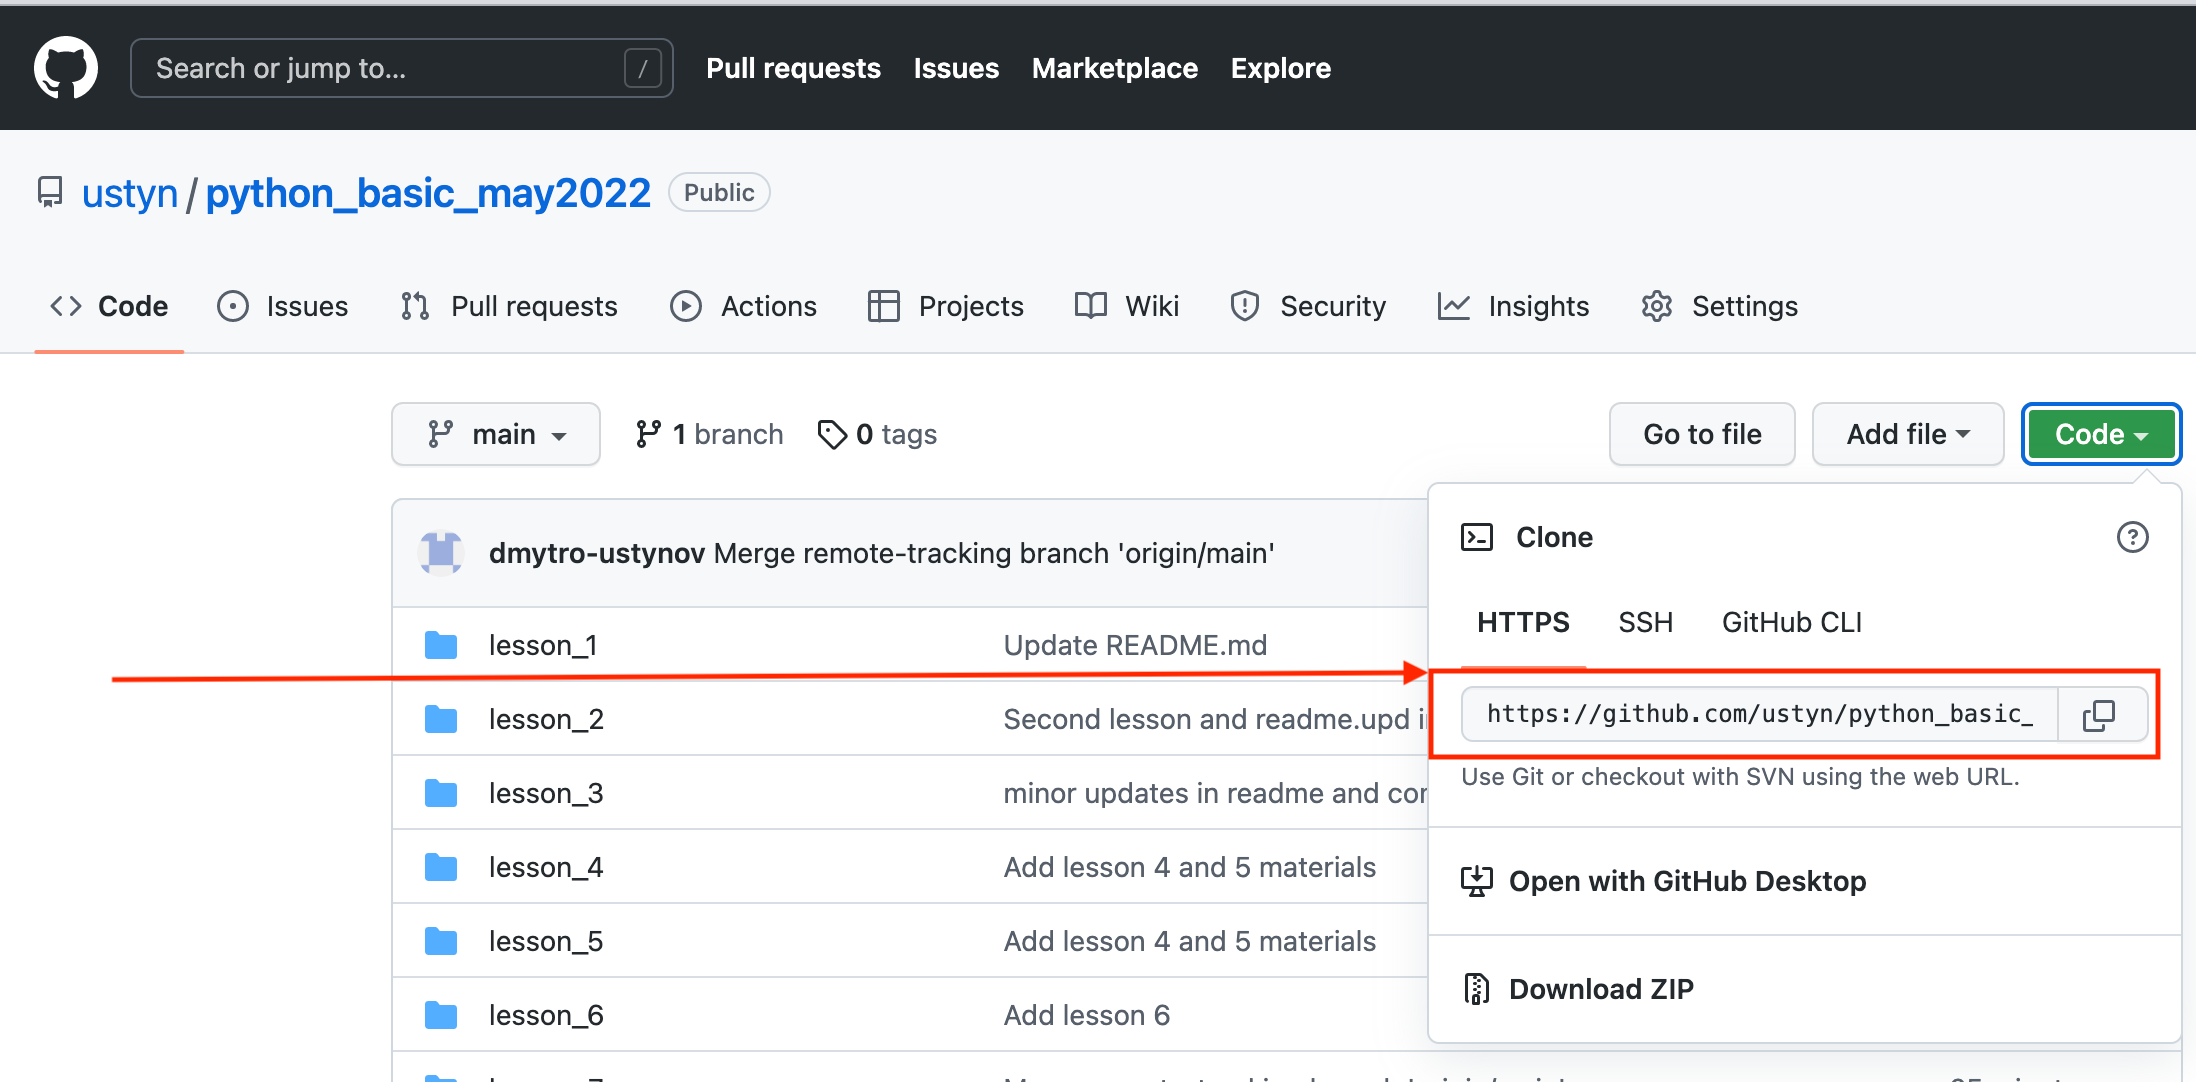 Search or jump to... /
Pull requests Issues Marketplace Explore
ustyn / python_basic_may2022 Public
Code Issues Pull requests Actions Projects Wiki Security Insights Settings
main 1 branch 0 tags Go to file Add file Code
dmytro-ustynov Merge remote-tracking branch 'origin/main'
Clone
HTTPS SSH GitHub CLI
https://github.com/ustyn/python_basic_
Use Git or checkout with SVN using the web URL.
Open with GitHub Desktop
Download ZIP
lesson_1 Update README.md
lesson_2 Second lesson and readme.upd
lesson_3 minor updates in readme and
lesson_4 Add lesson 4 and 5 materials
lesson_5 Add lesson 4 and 5 materials
lesson_6 Add lesson 6